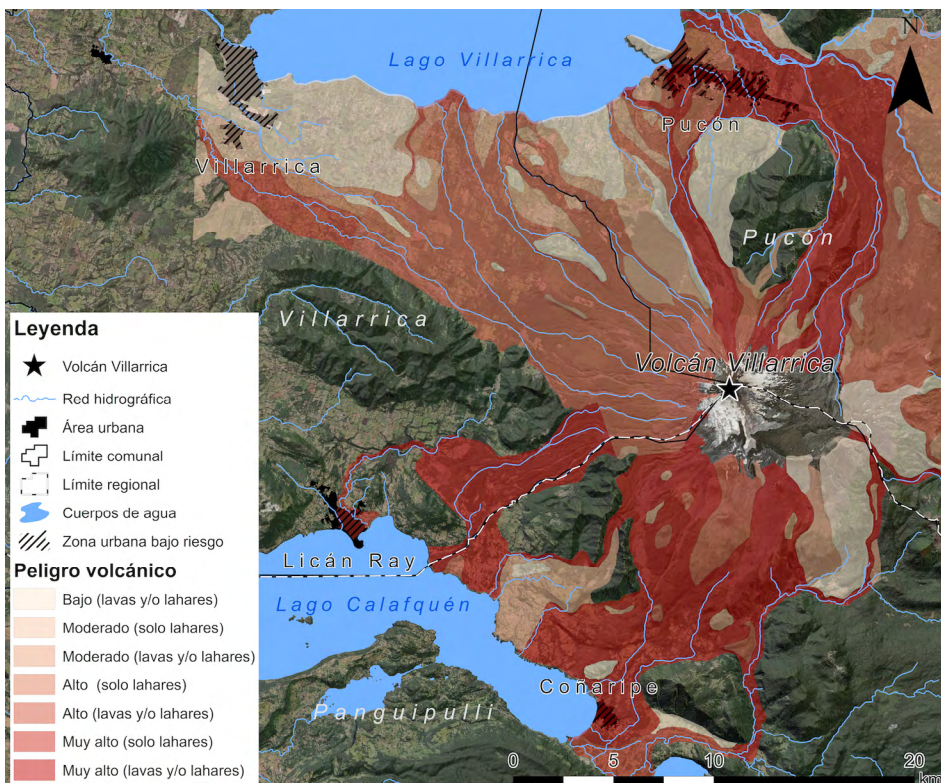 N
Lago Villarrica
Pucón
Villarrica
Pucón
Villarrica
Volcán Villarrica
Leyenda
Volcán Villarrica
Red hidrográfica
Área urbana
Límite comunal
Límite regional
Cuerpos de agua
Zona urbana bajo riesgo
Peligro volcánico
Bajo (lavas y/o lahares)
Moderado (solo lahares)
Moderado (lavas y/o lahares)
Alto (solo lahares)
Alto (lavas y/o lahares)
Muy alto (solo lahares)
Muy alto (lavas y/o lahares)
Licán Ray
Lago Calafquén
Coñaripe
Panguipulli
0 5 10 20
km